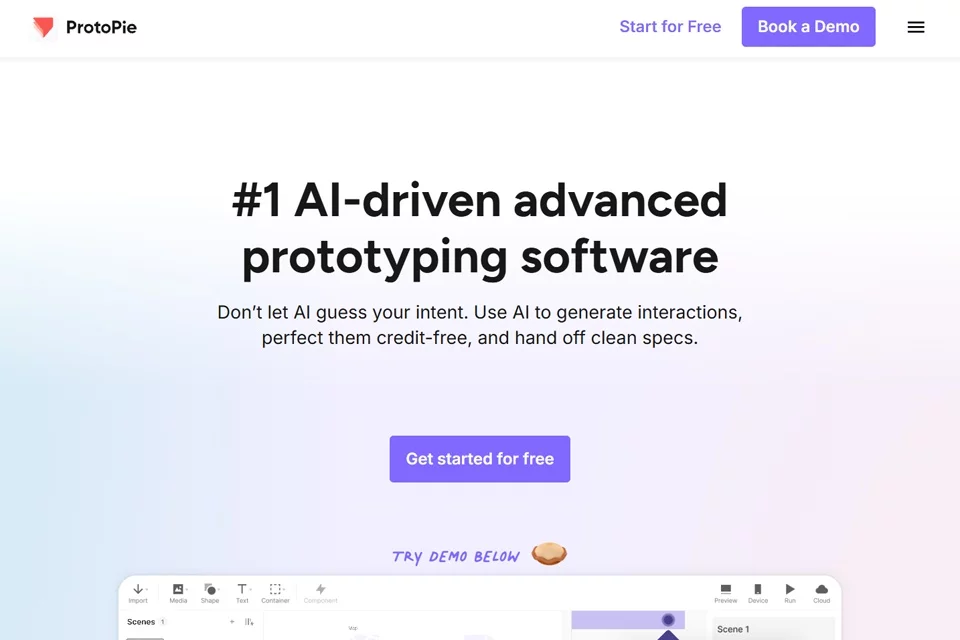 ProtoPie
Start for Free
Book a Demo
#1 AI-driven advanced
prototyping software
Don’t let AI guess your intent. Use AI to generate interactions,
perfect them credit-free, and hand off clean specs.
Get started for free
TRY DEMO BELOW
Import
Media
Shape
Text
Container
Component
Preview
Device
Run
Cloud
Scenes 1
Scene 1